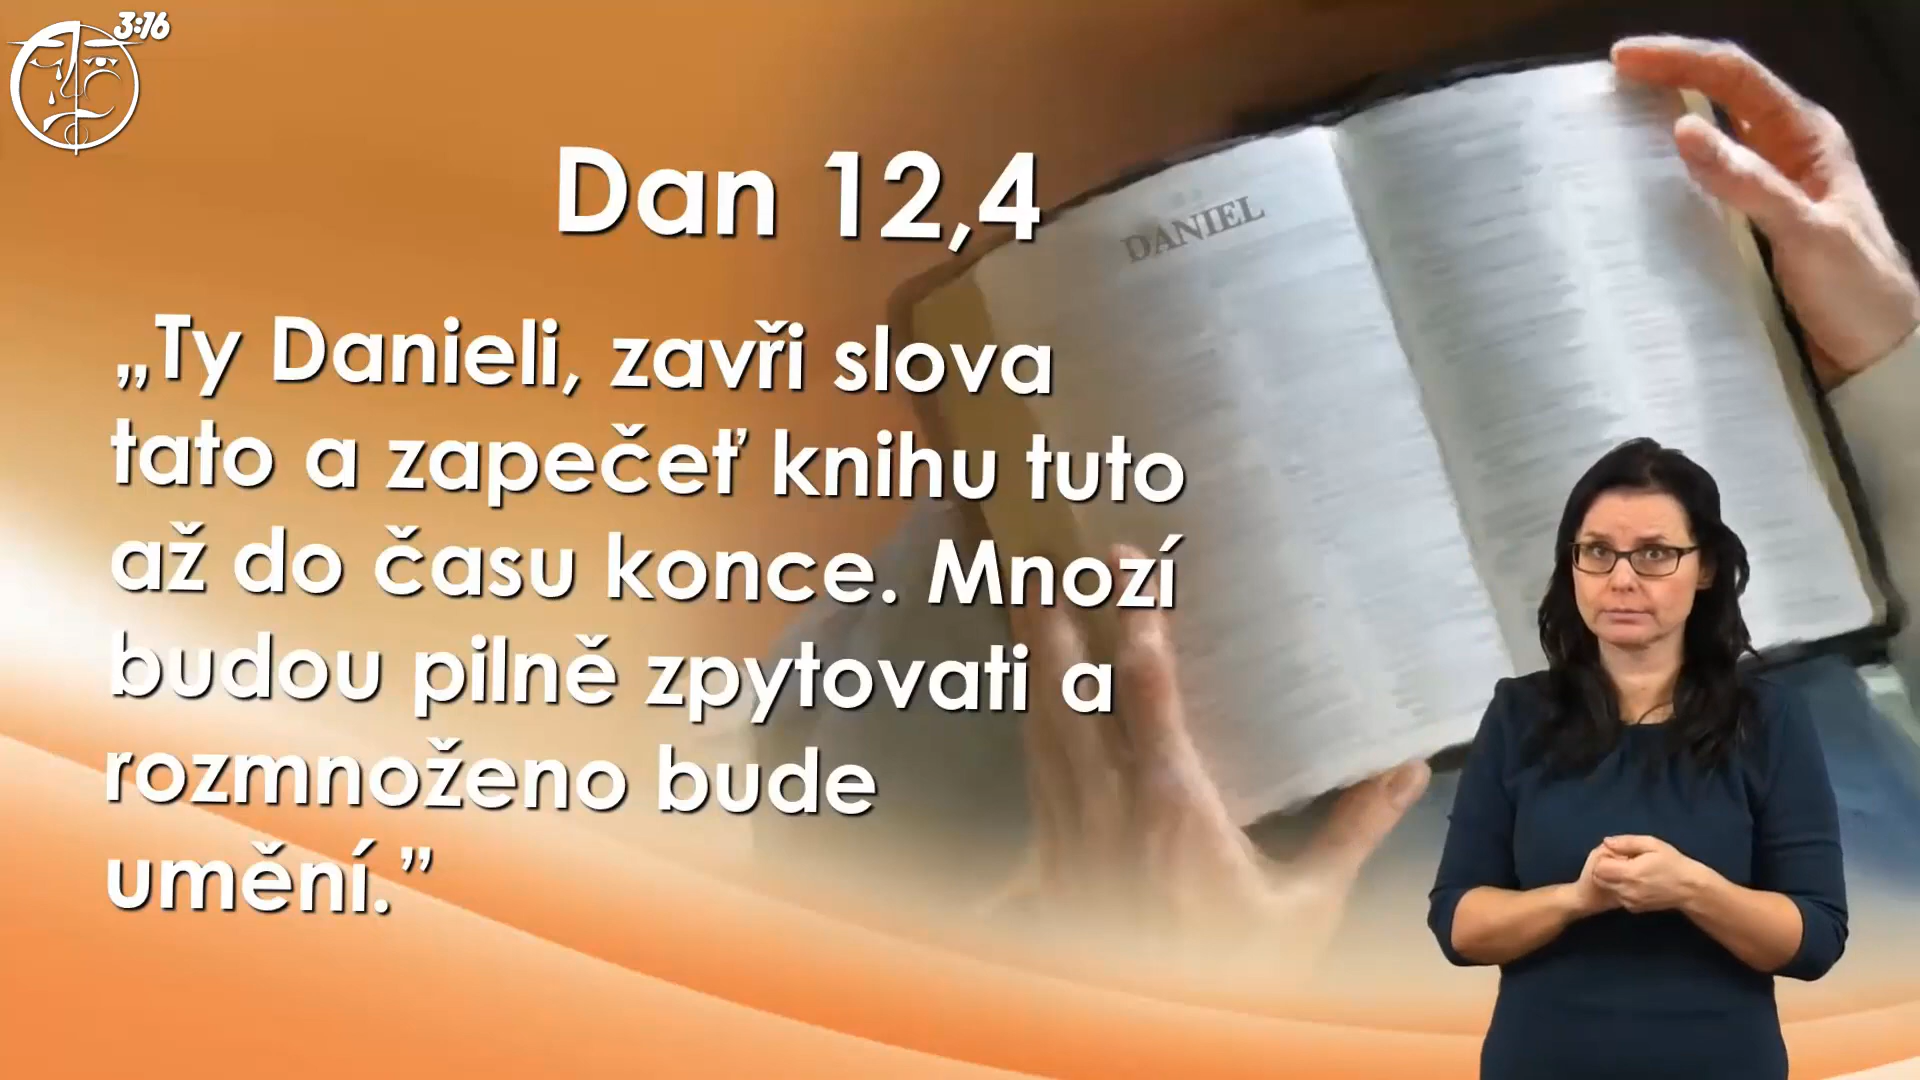 3:16
Dan 12,4
DANIEL
„Ty Danieli, zavři slova
tato a zapečeť knihu tuto
až do času konce. Mnozí
budou pilně zpytovati a
rozmnoženo bude
umění.”